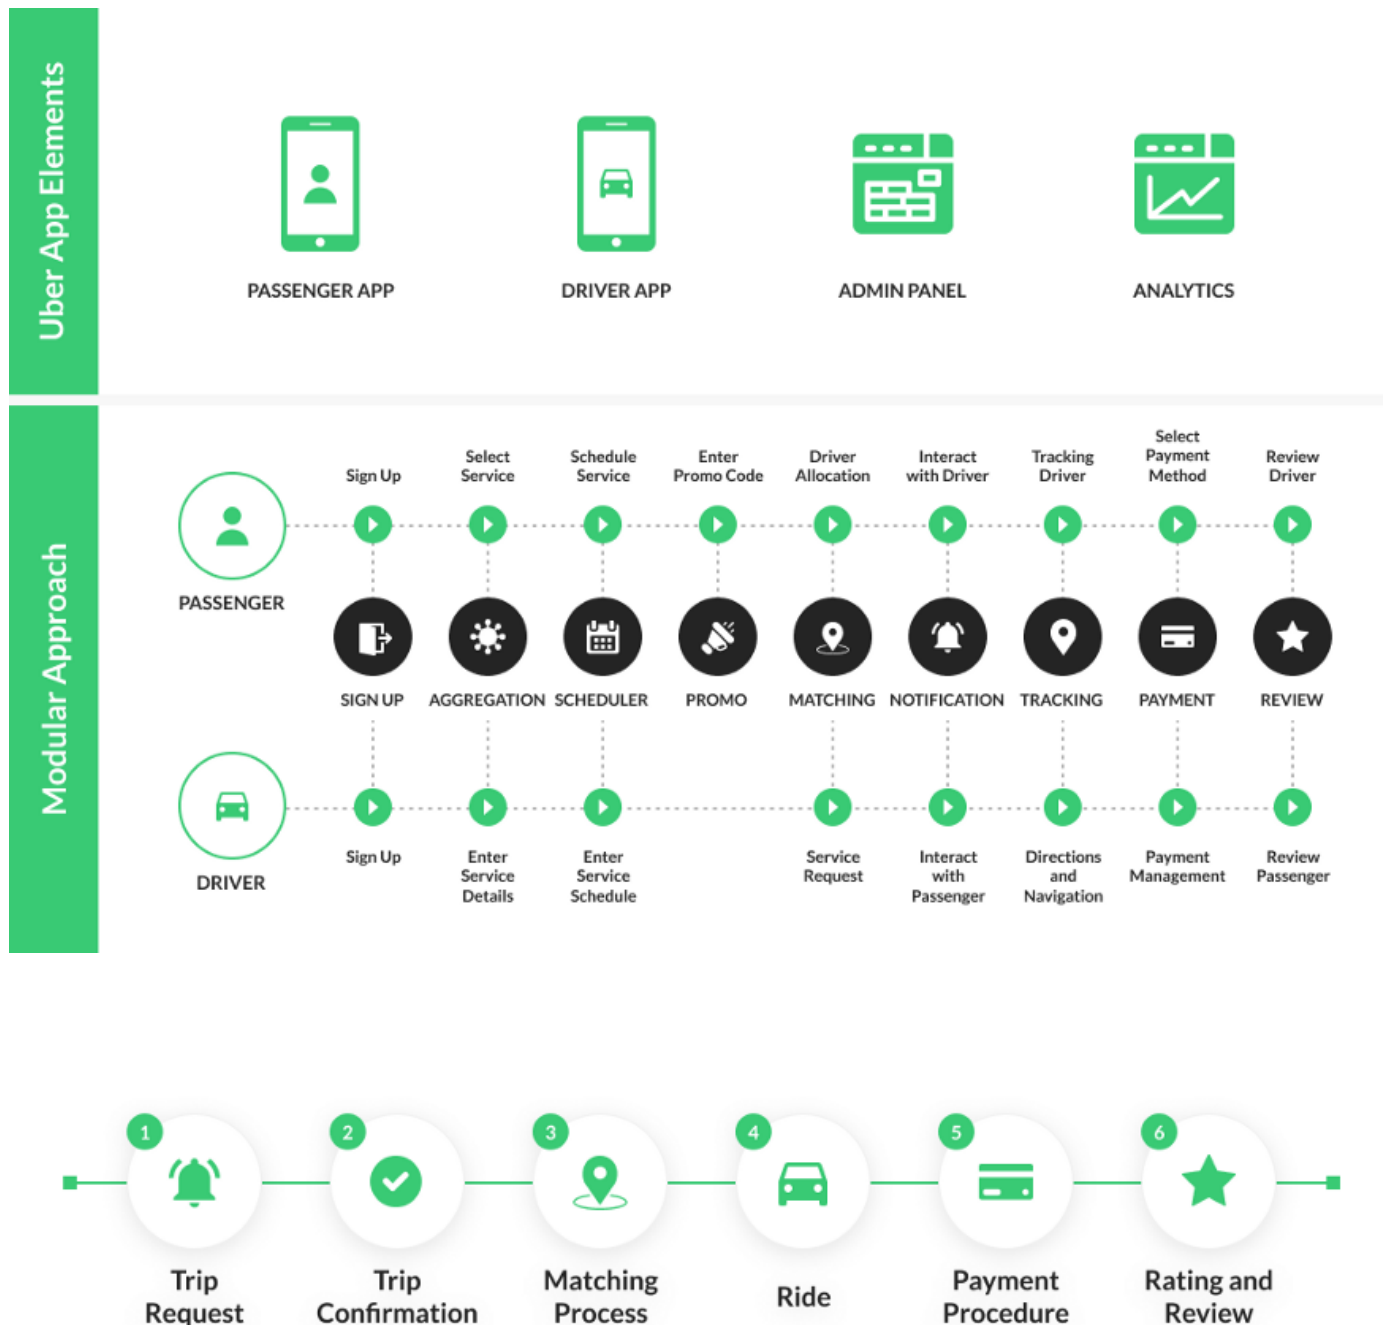 Uber App Elements
PASSENGER APP
DRIVER APP
ADMIN PANEL
ANALYTICS
Modular Approach
PASSENGER
Sign Up
Select
Service
Schedule
Service
Enter
Promo Code
Driver
Allocation
Interact
with Driver
Tracking
Driver
Select
Payment
Method
Review
Driver
SIGN UP
AGGREGATION
SCHEDULER
PROMO
MATCHING
NOTIFICATION
TRACKING
PAYMENT
REVIEW
DRIVER
Sign Up
Enter
Service
Details
Enter
Service
Schedule
Service
Request
Interact
with
Passenger
Directions
and
Navigation
Payment
Management
Review
Passenger
1
Trip
Request
2
Trip
Confirmation
3
Matching
Process
4
Ride
5
Payment
Procedure
6
Rating and
Review